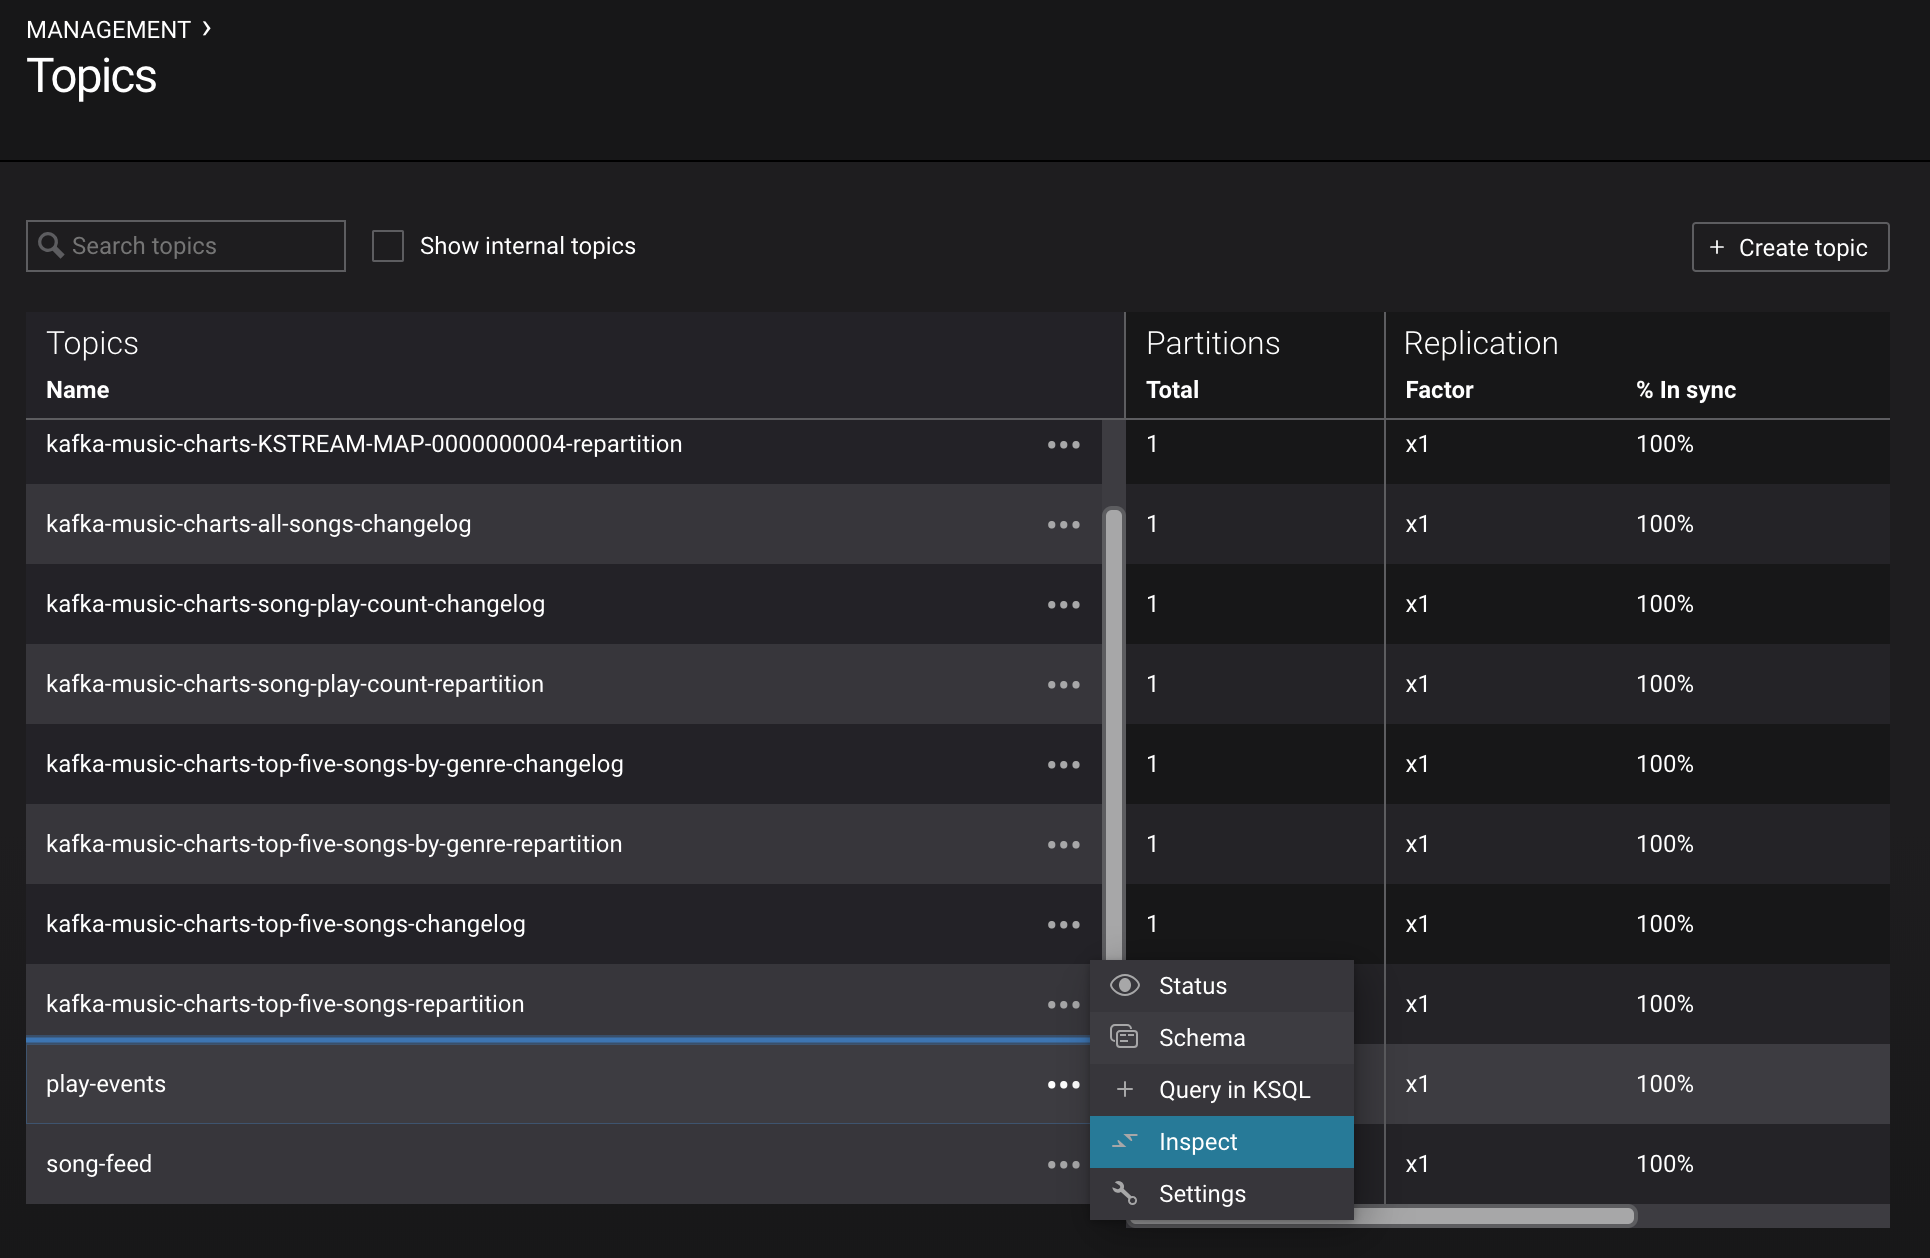 MANAGEMENT >
Topics
Search topics
Show internal topics
+ Create topic
Topics Partitions Replication
Name Total Factor % In sync
kafka-music-charts-KSTREAM-MAP-0000000004-repartition ••• 1 x1 100%
kafka-music-charts-all-songs-changelog ••• 1 x1 100%
kafka-music-charts-song-play-count-changelog ••• 1 x1 100%
kafka-music-charts-song-play-count-repartition ••• 1 x1 100%
kafka-music-charts-top-five-songs-by-genre-changelog ••• 1 x1 100%
kafka-music-charts-top-five-songs-by-genre-repartition ••• 1 x1 100%
kafka-music-charts-top-five-songs-changelog ••• 1 x1 100%
kafka-music-charts-top-five-songs-repartition ••• x1 100%
play-events ••• x1 100%
song-feed ••• x1 100%
Status
Schema
+ Query in KSQL
Inspect
Settings